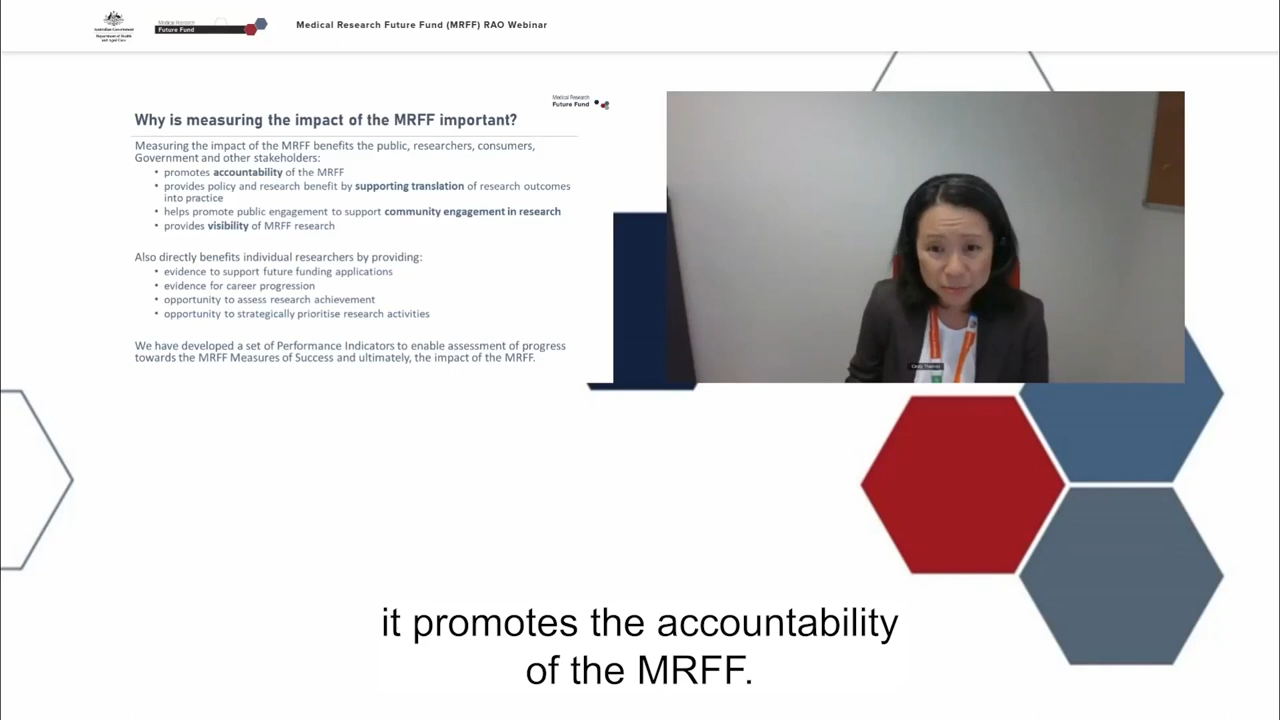 Australian Government
Department of Health
and Aged Care
Medical Research
Future Fund
Medical Research Future Fund (MRFF) RAO Webinar
Medical Research
Future Fund
Why is measuring the impact of the MRFF important?
Measuring the impact of the MRFF benefits the public, researchers, consumers,
Government and other stakeholders:
• promotes accountability of the MRFF
• provides policy and research benefit by supporting translation of research outcomes
into practice
• helps promote public engagement to support community engagement in research
• provides visibility of MRFF research
Also directly benefits individual researchers by providing:
• evidence to support future funding applications
• evidence for career progression
• opportunity to assess research achievement
• opportunity to strategically prioritise research activities
We have developed a set of Performance Indicators to enable assessment of progress
towards the MRFF Measures of Success and ultimately, the impact of the MRFF.
it promotes the accountability
of the MRFF.